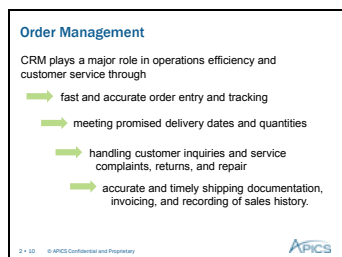 Order Management
CRM plays a major role in operations efficiency and
customer service through
fast and accurate order entry and tracking
meeting promised delivery dates and quantities
handling customer inquiries and service
complaints, returns, and repair
accurate and timely shipping documentation,
invoicing, and recording of sales history.
2 • 10 © APICS Confidential and Proprietary
APICS